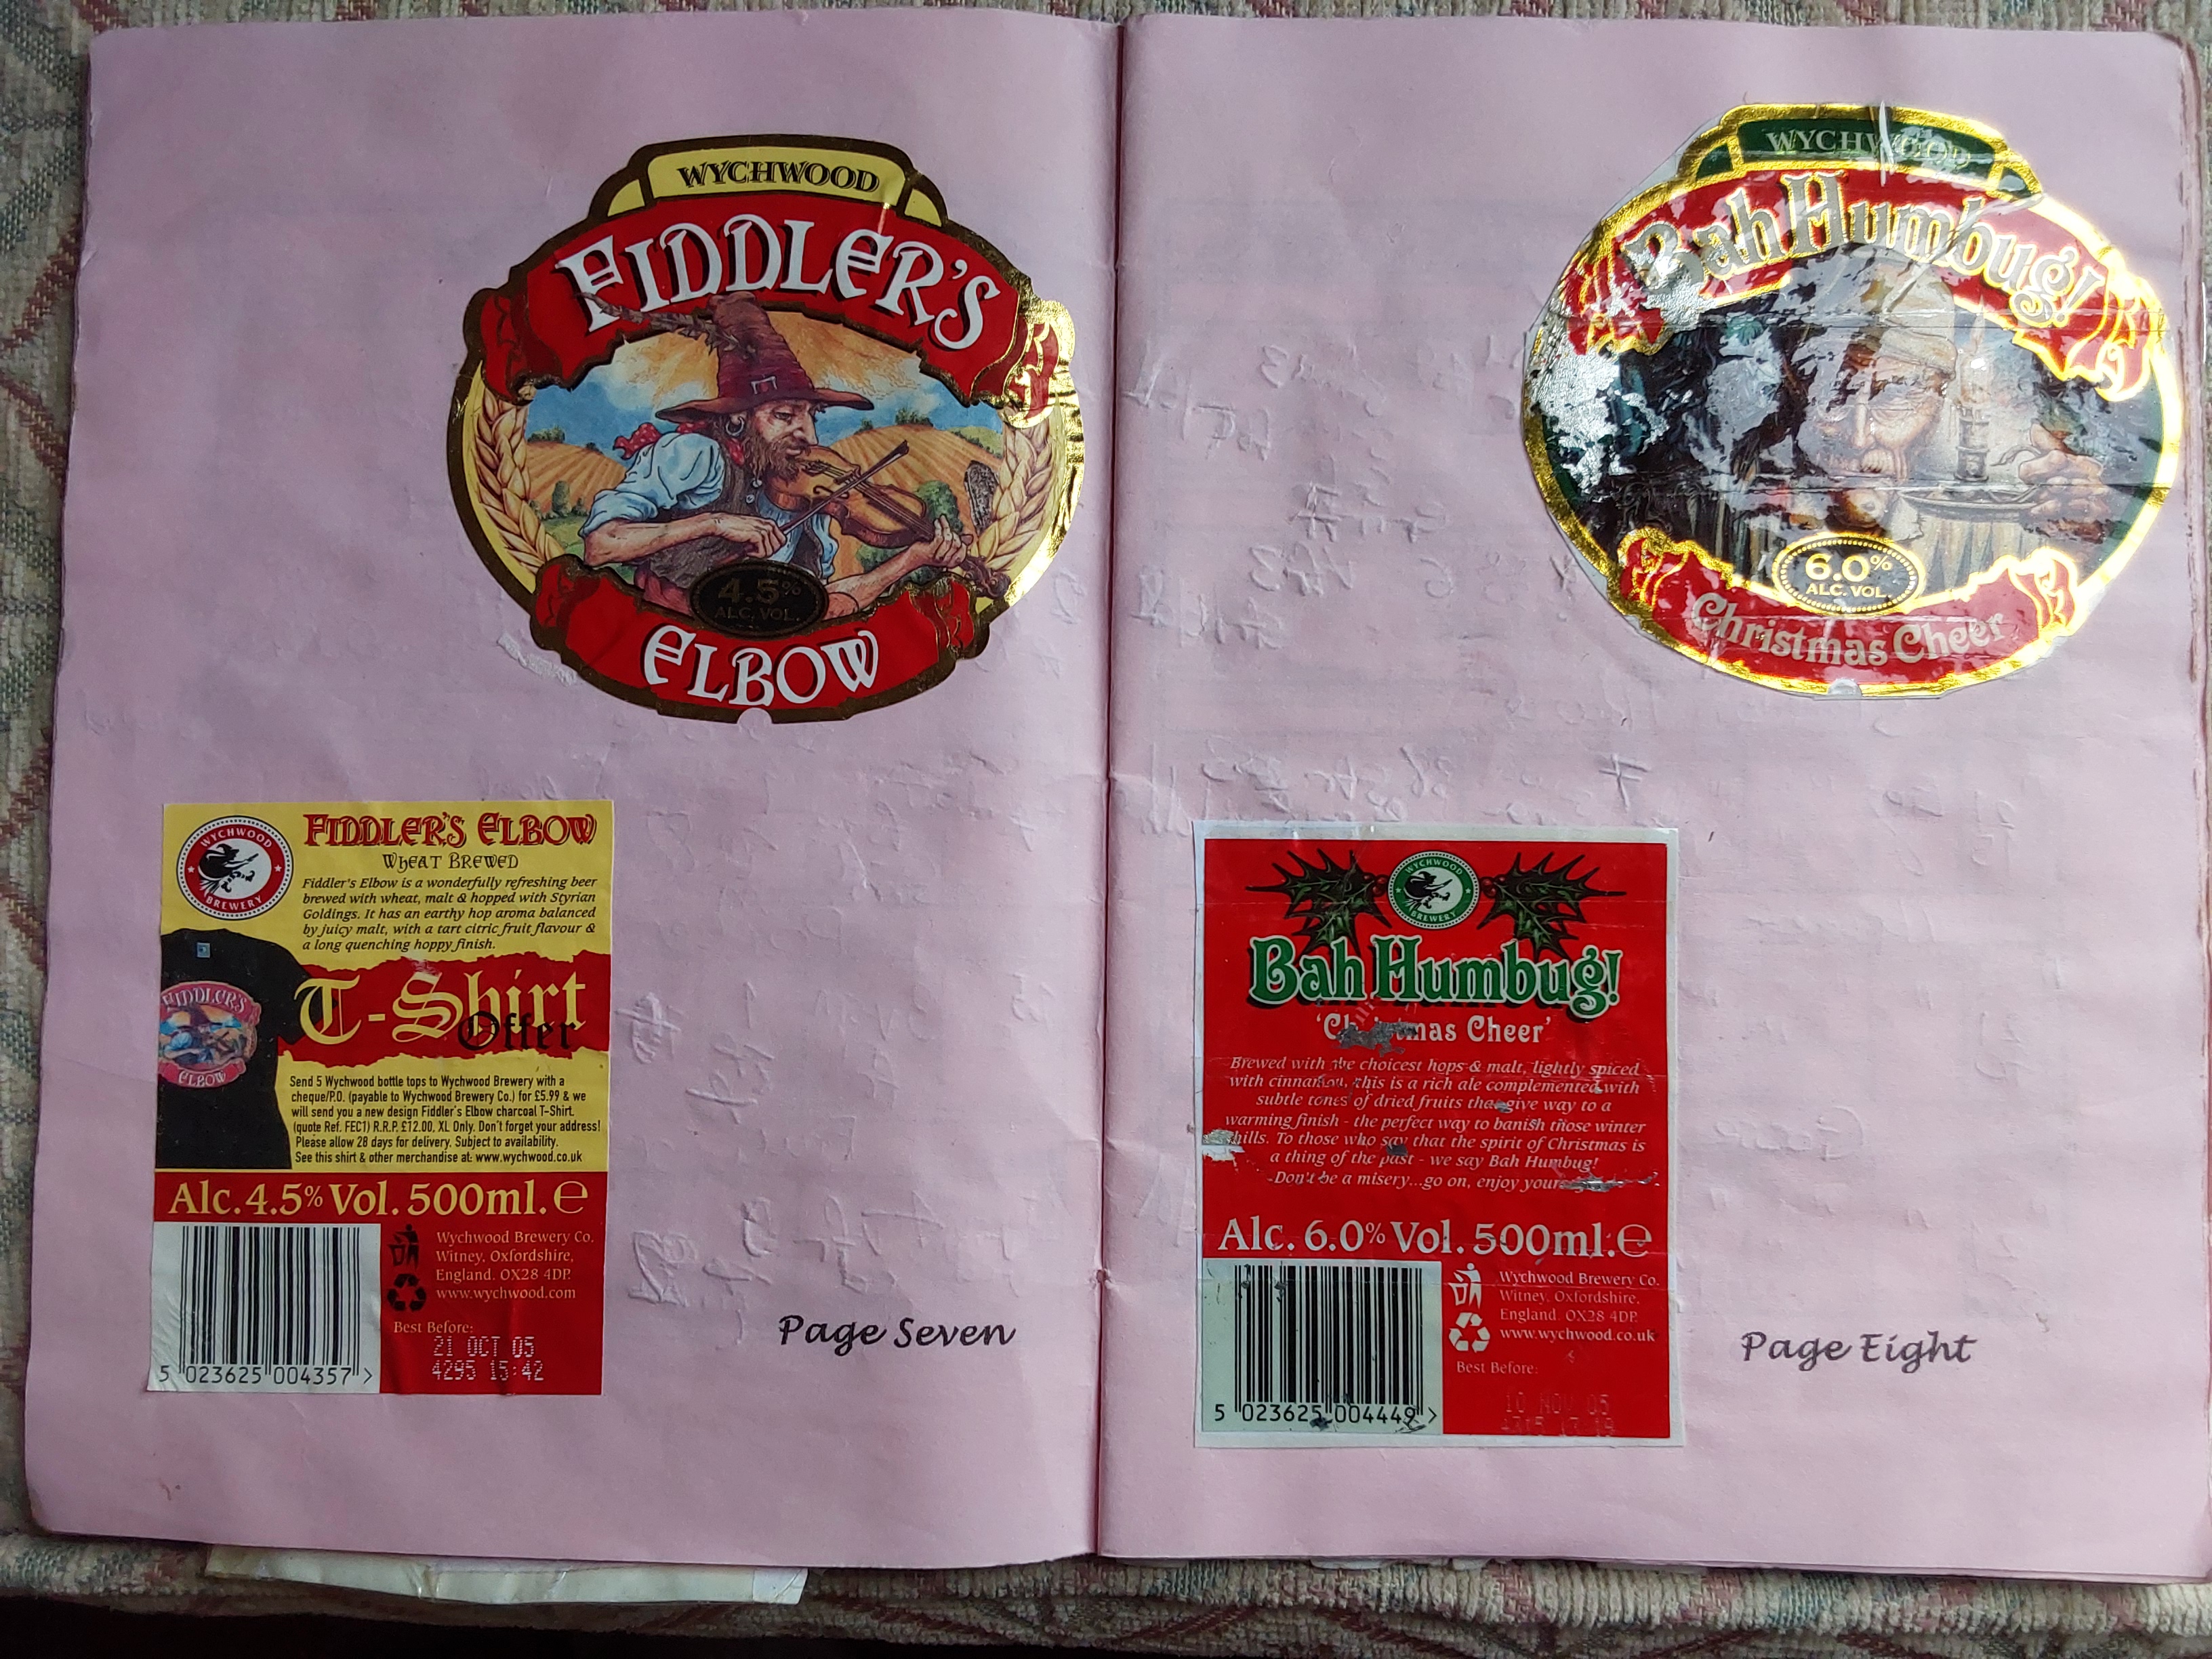 WYCHWOOD
FIDDLER'S
4.5%
ALC. VOL.
ELBOW
WYCHWOOD
BREWERY
FIDDLER'S ELBOW
WHEAT BREWED
Fiddler's Elbow is a wonderfully refreshing beer
brewed with wheat, malt & hopped with Styrian
Goldings. It has an earthy hop aroma balanced
by juicy malt, with a tart citric fruit flavour &
a long quenching hoppy finish.
T-Shirt
Offer
FIDDLER'S
ELBOW
Send 5 Wychwood bottle tops to Wychwood Brewery with a
cheque/P.O. (payable to Wychwood Brewery Co.) for £5.99 & we
will send you a new design Fiddler's Elbow charcoal T-Shirt.
(quote Ref. FEC1) R.R.P. £12.00, XL Only. Don't forget your address!
Please allow 28 days for delivery. Subject to availability.
See this shirt & other merchandise at: www.wychwood.co.uk
Alc. 4.5% Vol. 500ml. e
Wychwood Brewery Co.
Witney, Oxfordshire,
England. OX28 4DP.
www.wychwood.com
Best Before:
21 OCT 05
4295 15:42
5 023625 004357 >
Page Seven
WYCHWOOD
Bah Humbug!
6.0%
ALC. VOL.
Christmas Cheer
WYCHWOOD
BREWERY
Bah Humbug!
'Christmas Cheer'
Brewed with the choicest hops & malt, lightly spiced
with cinnamon, this is a rich ale complemented with
subtle tones of dried fruits that give way to a
warming finish - the perfect way to banish those winter
chills. To those who say that the spirit of Christmas is
a thing of the past - we say Bah Humbug!
-Don't be a misery...go on, enjoy
Alc. 6.0% Vol. 500ml. e
Wychwood Brewery Co.
Witney, Oxfordshire,
England. OX28 4DP.
www.wychwood.co.uk
Best Before:
10 NOV 05
5 023625 004449 >
Page Eight